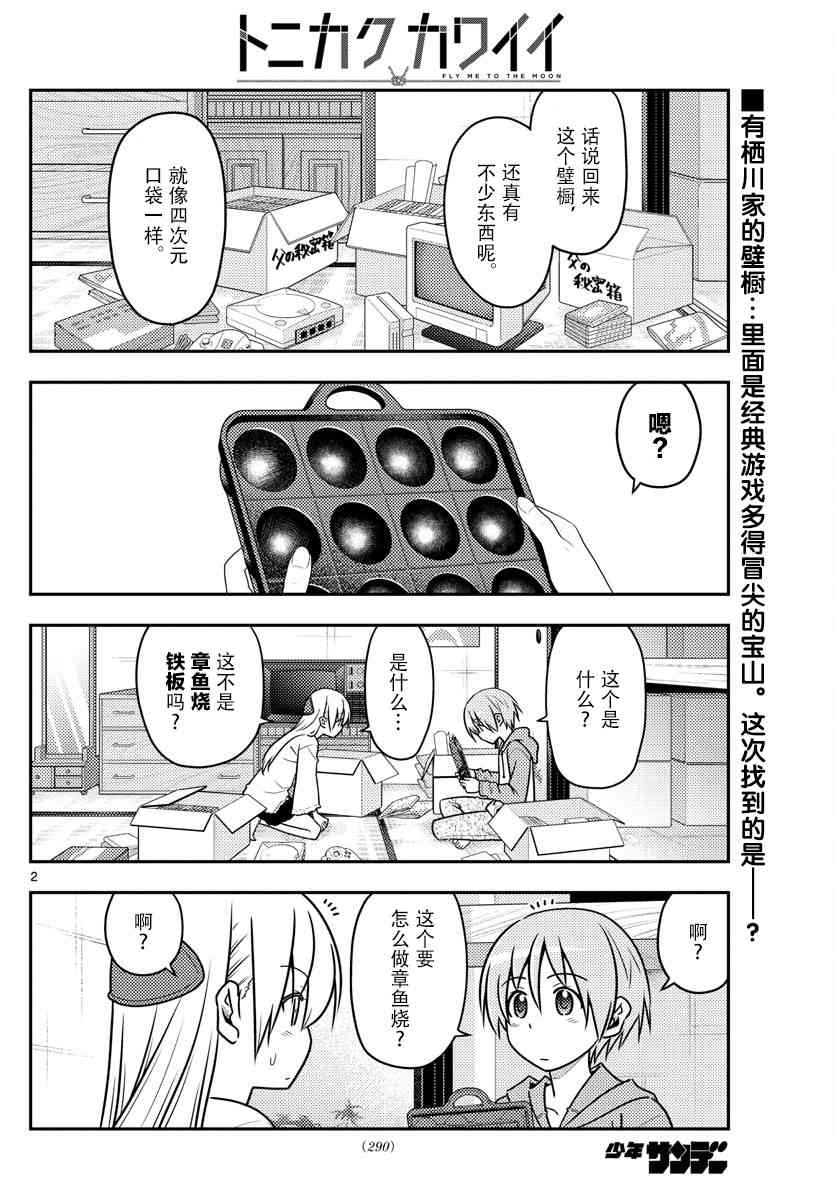 トニカクカワイイ
FLY ME TO THE MOON
■有栖川家的壁橱…里面是经典游戏多得冒尖的宝山。这次找到的是——？
话说回来
这个壁橱，
还真有
不少东西呢。
就像四次元
口袋一样。
父の秘密箱
父の
秘密箱
嗯？
这个是
什么？
是什么…
这不是
章鱼烧
铁板吗？
2
啊？
这个要
怎么做章鱼烧？
啊？
(290)
少年サンデー